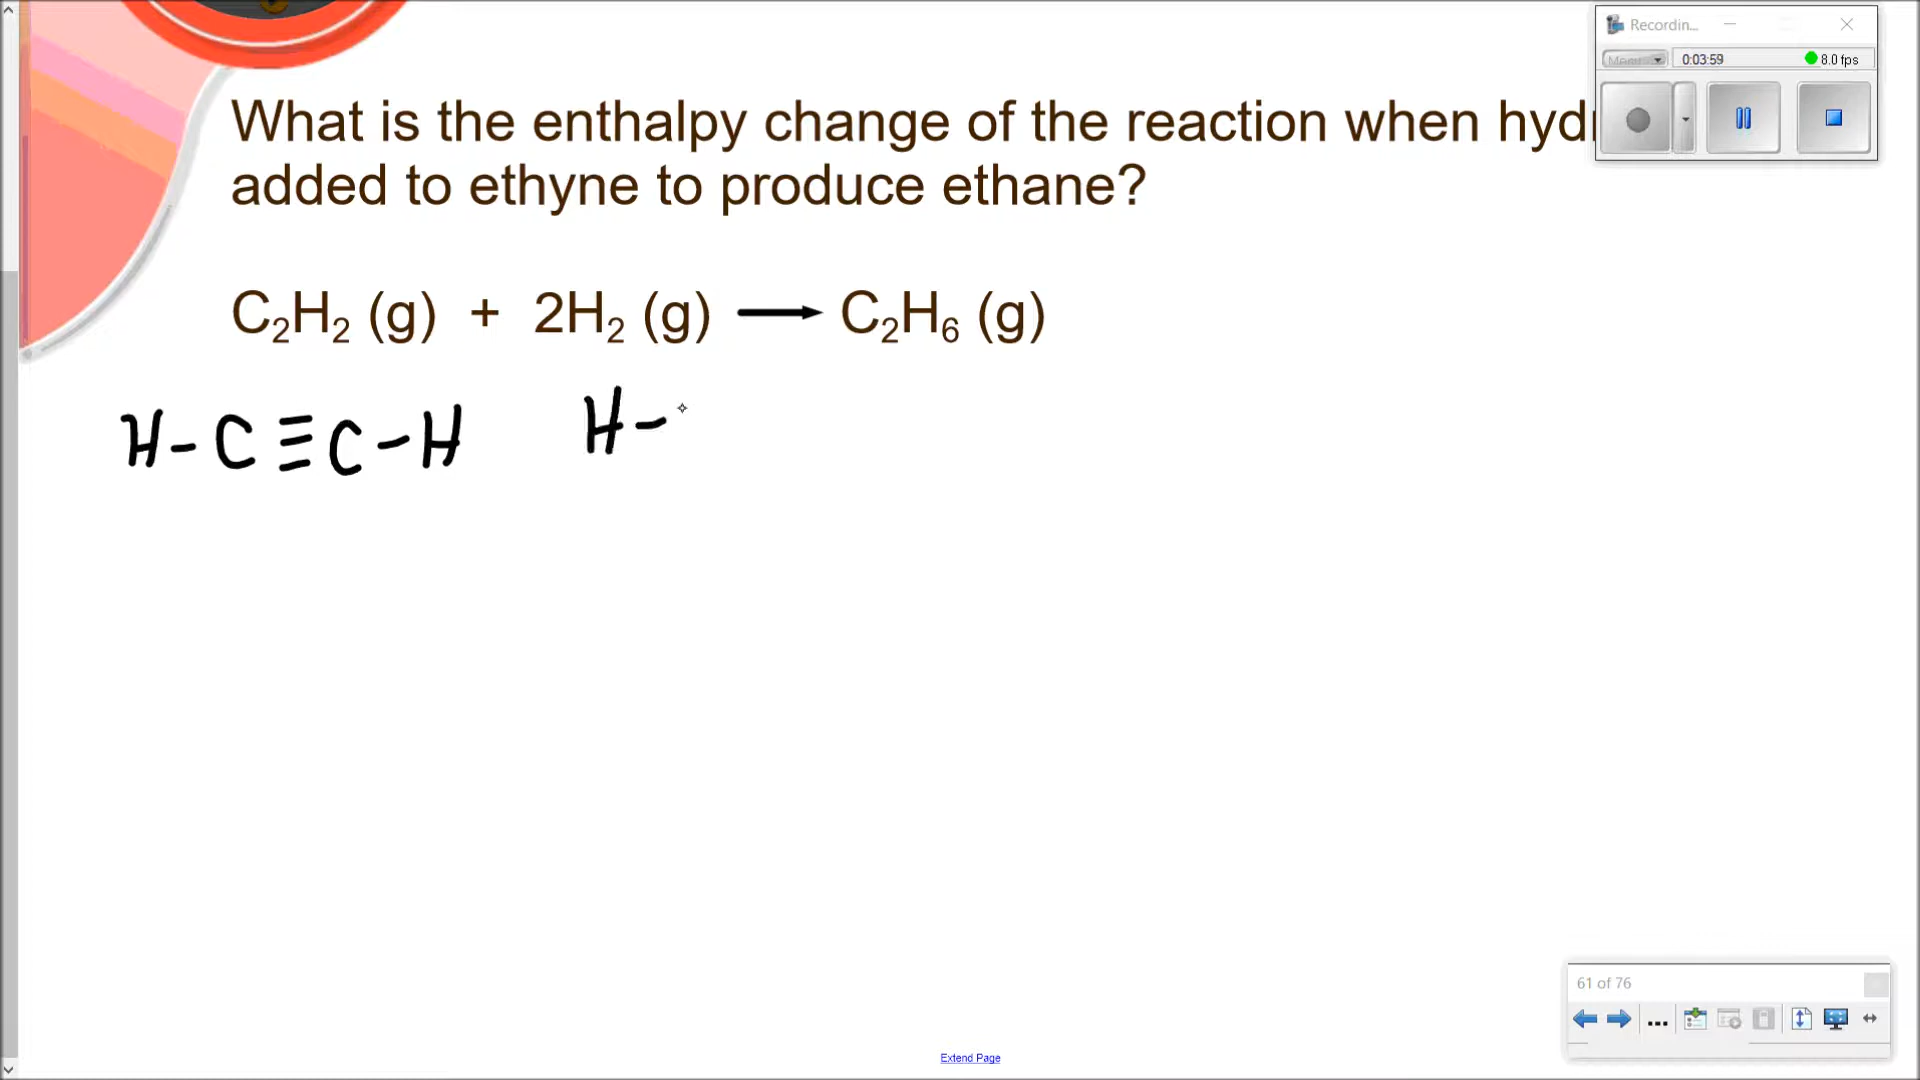 Recordin...
Menu
0:03:59
8.0 fps
What is the enthalpy change of the reaction when
added to ethyne to produce ethane?
C₂H₂ (g) + 2H₂ (g) ⟶ C₂H₆ (g)
H-C≡C-H H-
61 of 76
...
Extend Page